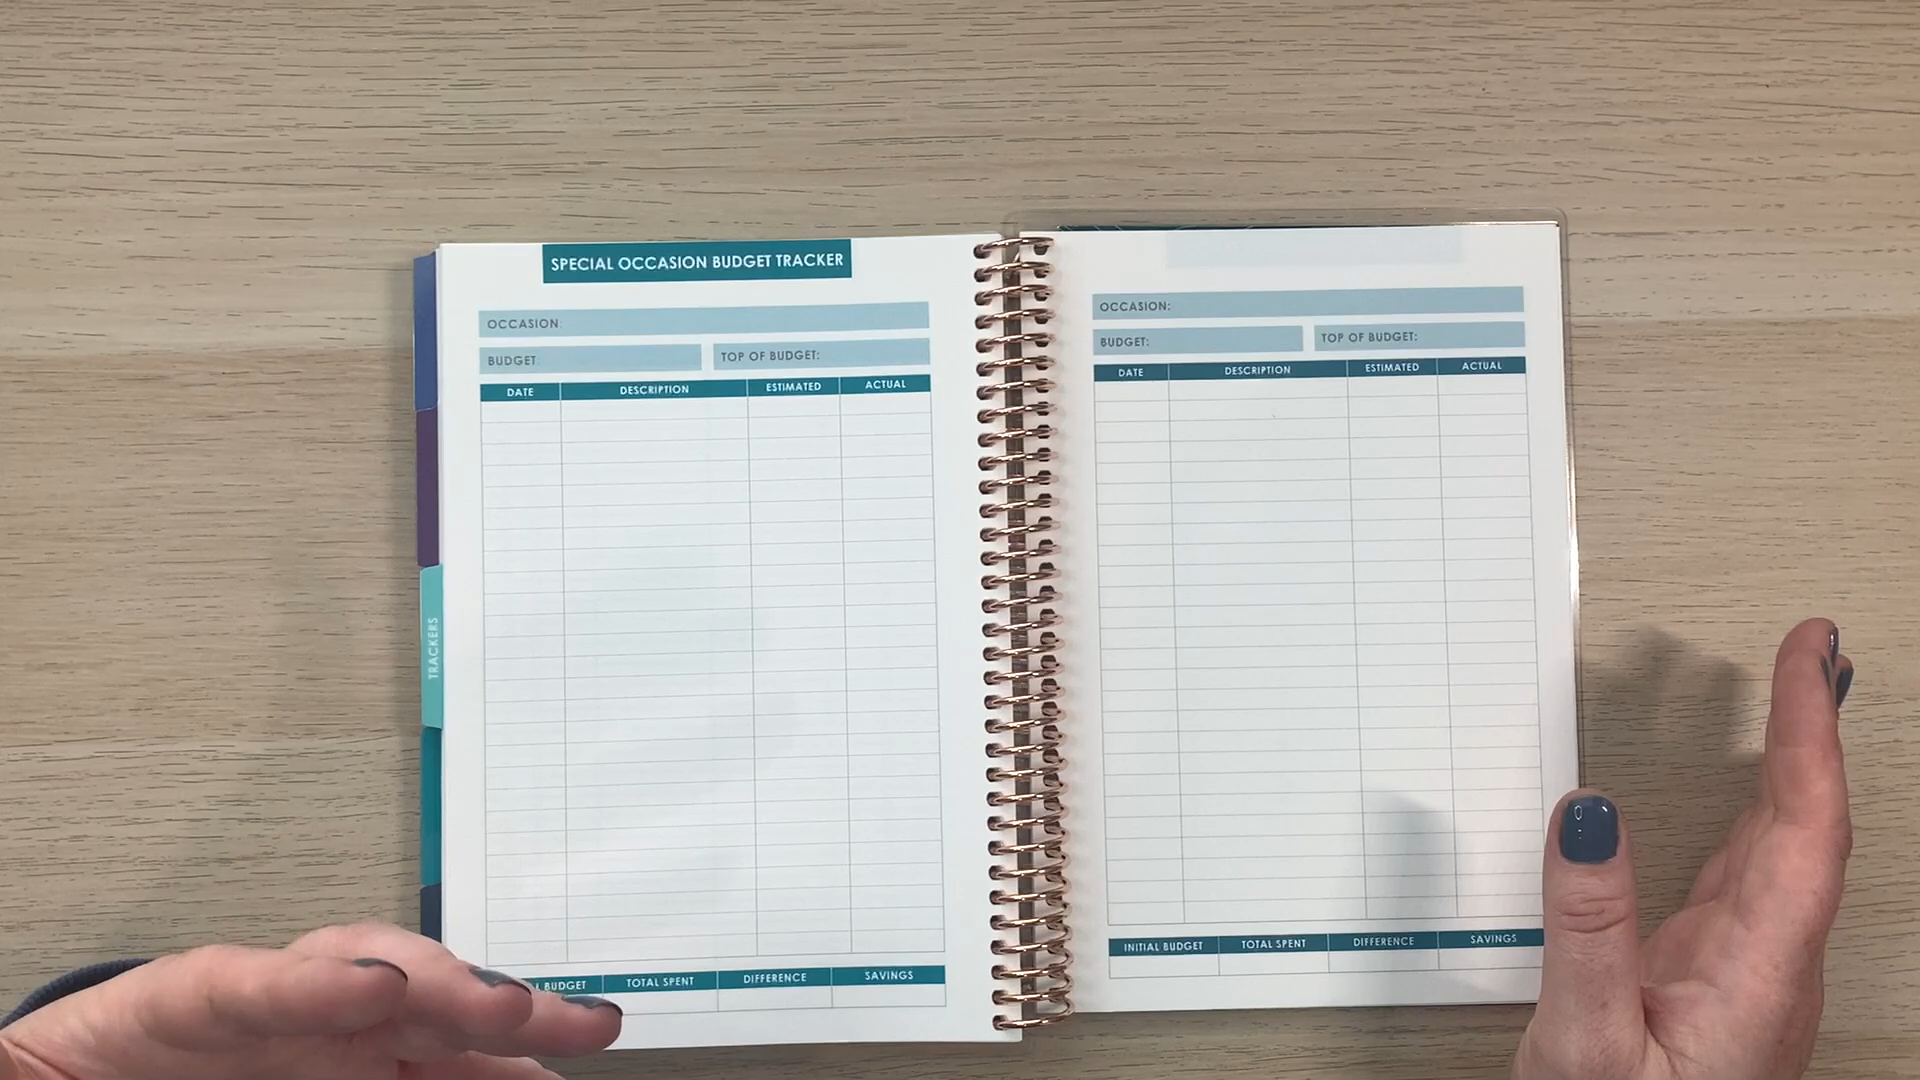 SPECIAL OCCASION BUDGET TRACKER
OCCASION:
BUDGET:
TOP OF BUDGET:
DATE DESCRIPTION ESTIMATED ACTUAL
BUDGET TOTAL SPENT DIFFERENCE SAVINGS
TRACKERS
OCCASION:
BUDGET:
TOP OF BUDGET:
DATE DESCRIPTION ESTIMATED ACTUAL
INITIAL BUDGET TOTAL SPENT DIFFERENCE SAVINGS